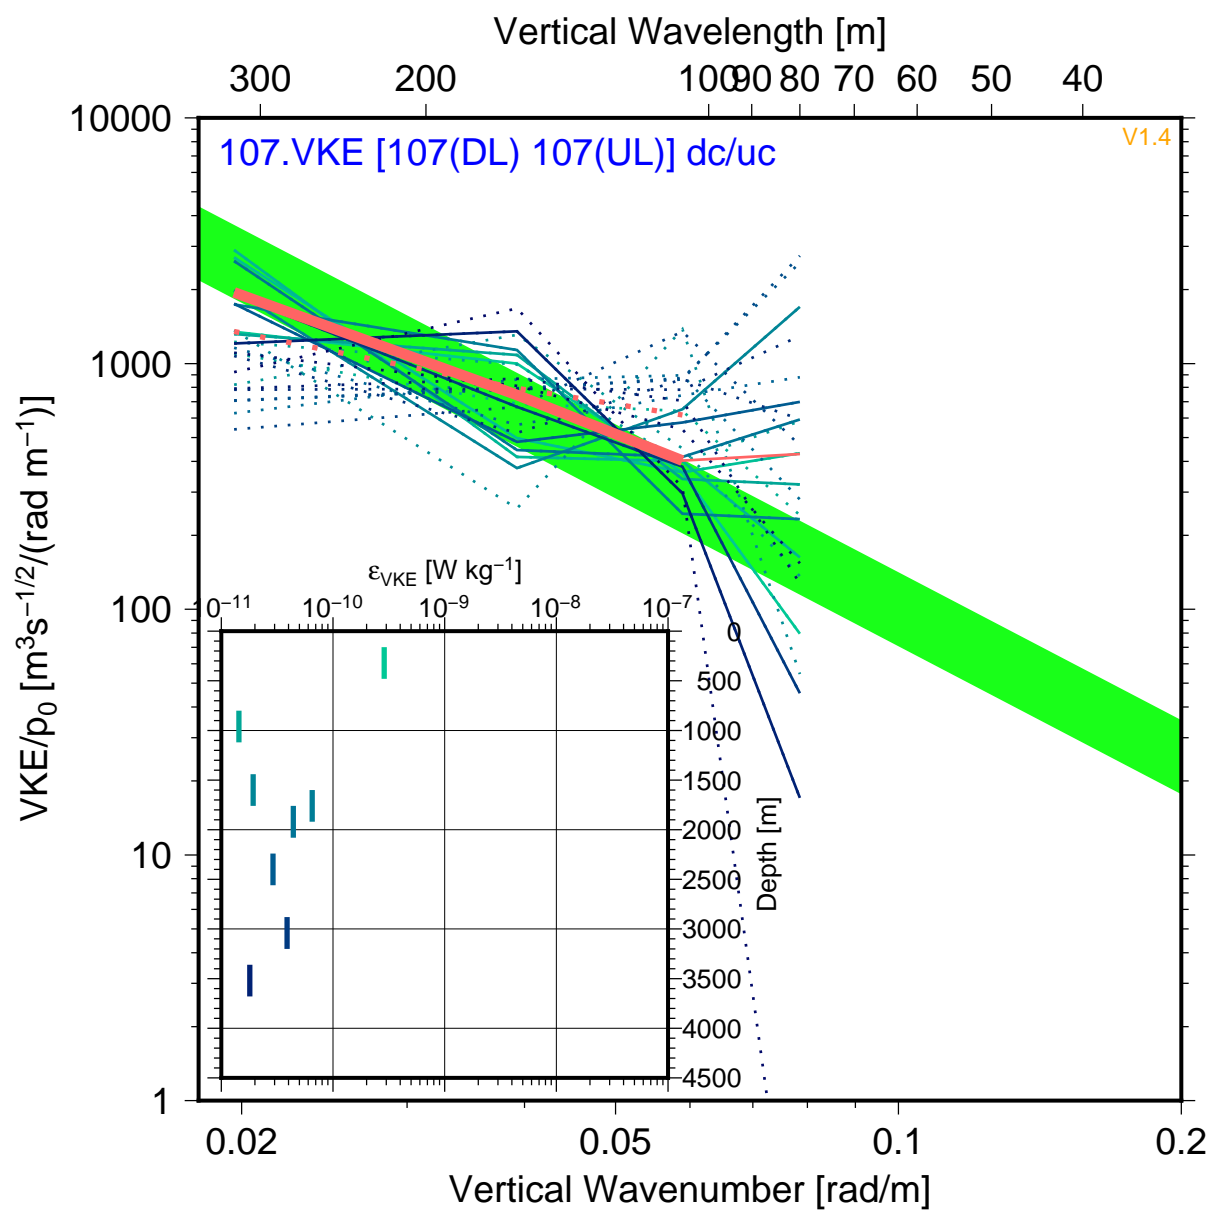 Vertical Wavelength [m]
300 200 100 90 80 70 60 50 40
10000
107.VKE [107(DL) 107(UL)] dc/uc
V1.4
1000
100
10
1
VKE/p₀ [m³s⁻¹/²/(rad m⁻¹)]
ε_VKE [W kg⁻¹]
10⁻¹¹ 10⁻¹⁰ 10⁻⁹ 10⁻⁸ 10⁻⁷
0
500
1000
1500
2000
2500
3000
3500
4000
4500
Depth [m]
0.02 0.05 0.1 0.2
Vertical Wavenumber [rad/m]